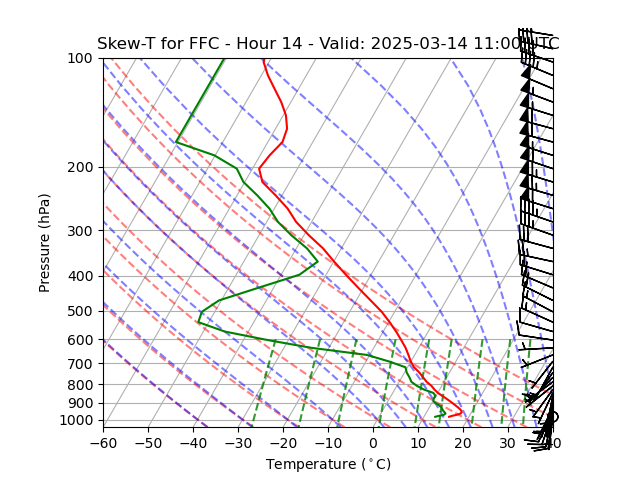 Skew-T for FFC - Hour 14 - Valid: 2025-03-14 11:00 UTC
100
200
300
400
500
600
700
800
900
1000
Pressure (hPa)
−60 −50 −40 −30 −20 −10 0 10 20 30 40
Temperature (°C)